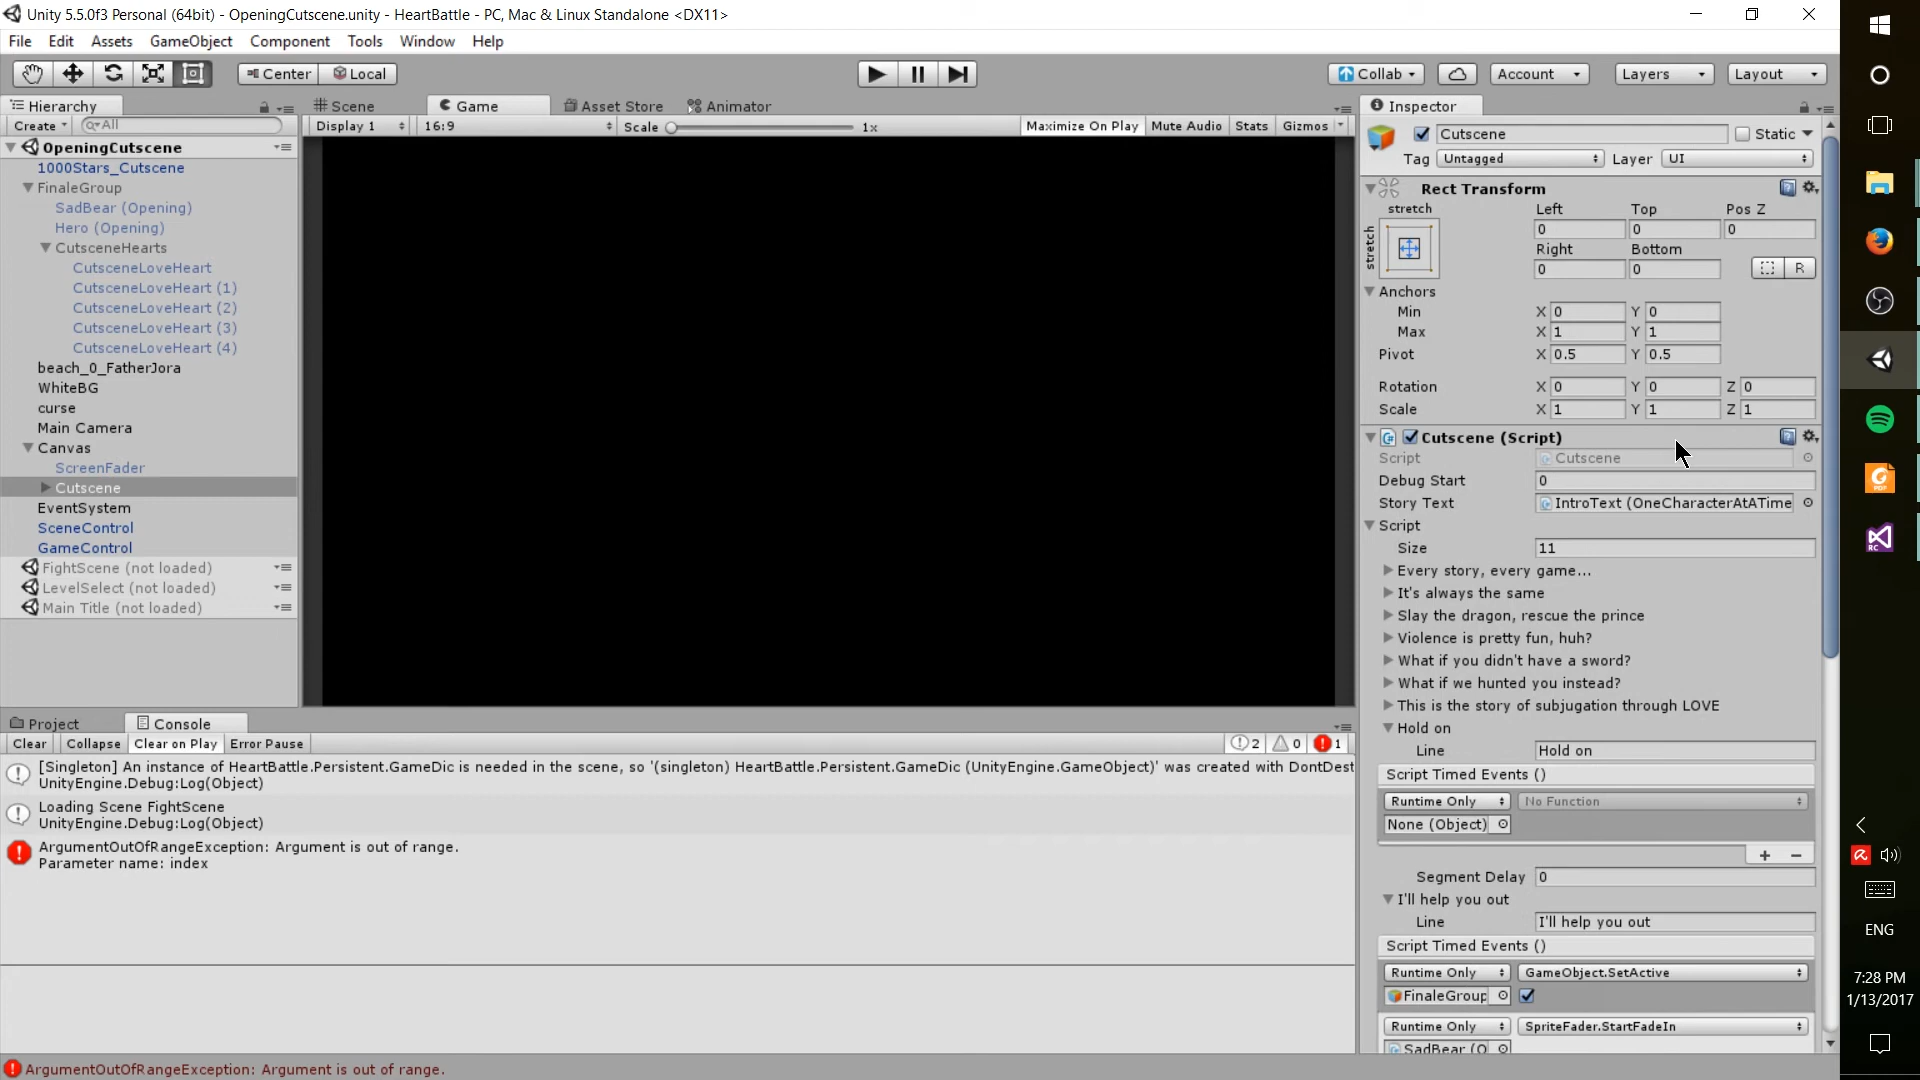 Unity 5.5.0f3 Personal (64bit) - OpeningCutscene.unity - HeartBattle - PC, Mac & Linux Standalone <DX11>
File Edit Assets GameObject Component Tools Window Help
Center Local Collab Account Layers Layout
Hierarchy
Create All
OpeningCutscene
1000Stars_Cutscene
FinaleGroup
SadBear (Opening)
Hero (Opening)
CutsceneHearts
CutsceneLoveHeart
CutsceneLoveHeart (1)
CutsceneLoveHeart (2)
CutsceneLoveHeart (3)
CutsceneLoveHeart (4)
beach_0_FatherJora
WhiteBG
curse
Main Camera
Canvas
ScreenFader
Cutscene
EventSystem
SceneControl
GameControl
FightScene (not loaded)
LevelSelect (not loaded)
Main Title (not loaded)
Scene Game Asset Store Animator
Display 1 16:9 Scale 1x Maximize On Play Mute Audio Stats Gizmos
Project Console
Clear Collapse Clear on Play Error Pause 2 0 1
[Singleton] An instance of HeartBattle.Persistent.GameDic is needed in the scene, so '(singleton) HeartBattle.Persistent.GameDic (UnityEngine.GameObject)' was created with DontDest
UnityEngine.Debug:Log(Object)
Loading Scene FightScene
UnityEngine.Debug:Log(Object)
ArgumentOutOfRangeException: Argument is out of range.
Parameter name: index
ArgumentOutOfRangeException: Argument is out of range.
Inspector
Cutscene Static
Tag Untagged Layer UI
Rect Transform
stretch Left Top Pos Z
stretch
0 0 0
Right Bottom
0 0 R
Anchors
Min X 0 Y 0
Max X 1 Y 1
Pivot X 0.5 Y 0.5
Rotation X 0 Y 0 Z 0
Scale X 1 Y 1 Z 1
Cutscene (Script)
Script Cutscene
Debug Start 0
Story Text IntroText (OneCharacterAtATime
Script
Size 11
Every story, every game...
It's always the same
Slay the dragon, rescue the prince
Violence is pretty fun, huh?
What if you didn't have a sword?
What if we hunted you instead?
This is the story of subjugation through LOVE
Hold on
Line Hold on
Script Timed Events ()
Runtime Only No Function
None (Object)
+ −
Segment Delay 0
I'll help you out
Line I'll help you out
Script Timed Events ()
Runtime Only GameObject.SetActive
FinaleGroup
Runtime Only SpriteFader.StartFadeIn
SadBear (O
ENG
7:28 PM
1/13/2017